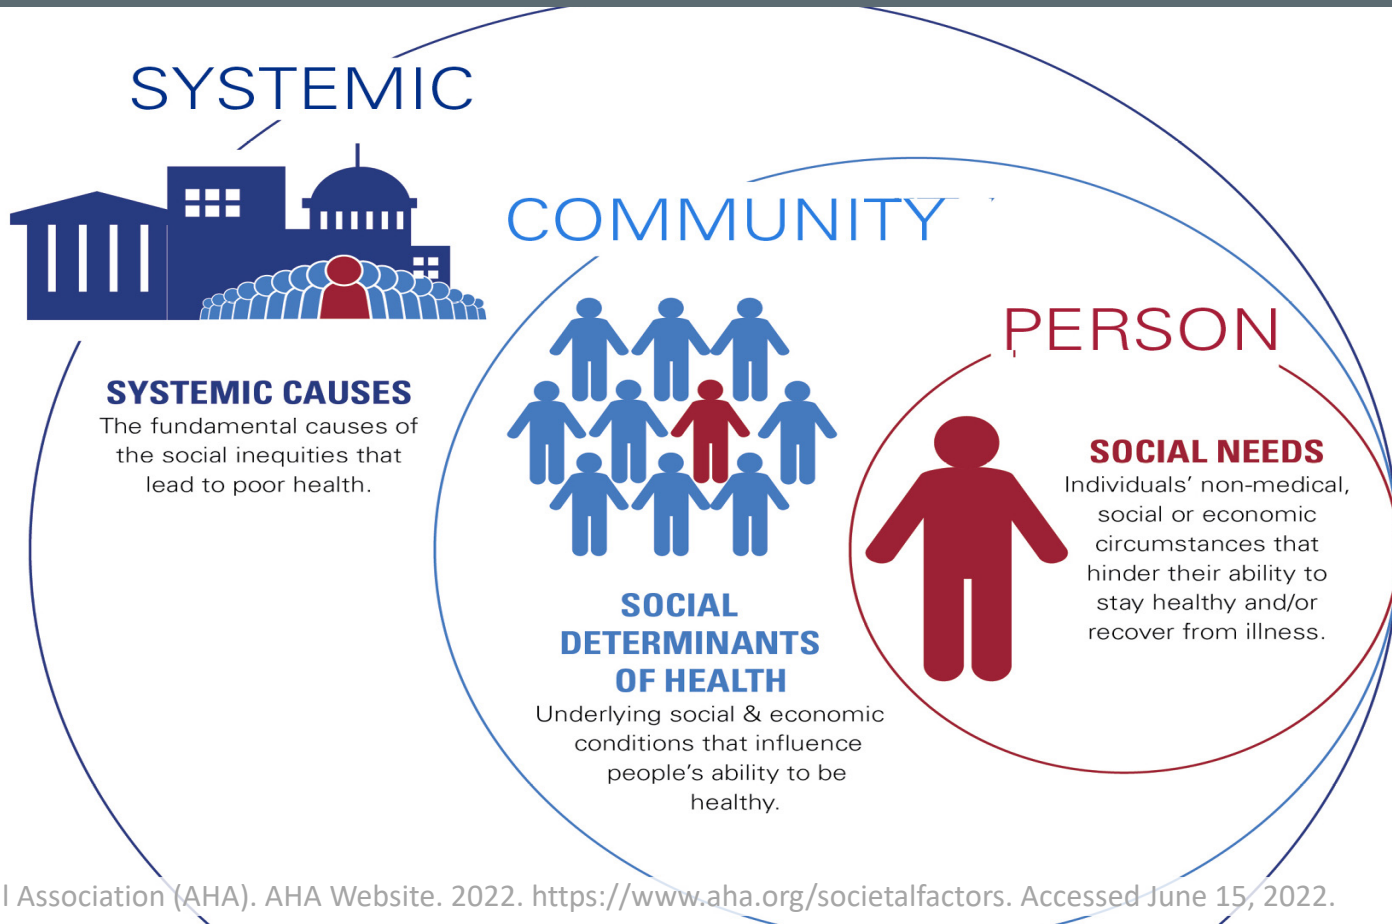 SYSTEMIC
SYSTEMIC CAUSES
The fundamental causes of
the social inequities that
lead to poor health.
COMMUNITY
SOCIAL
DETERMINANTS
OF HEALTH
Underlying social & economic
conditions that influence
people’s ability to be
healthy.
PERSON
SOCIAL NEEDS
Individuals’ non-medical,
social or economic
circumstances that
hinder their ability to
stay healthy and/or
recover from illness.
l Association (AHA). AHA Website. 2022. https://www.aha.org/societalfactors. Accessed June 15, 2022.